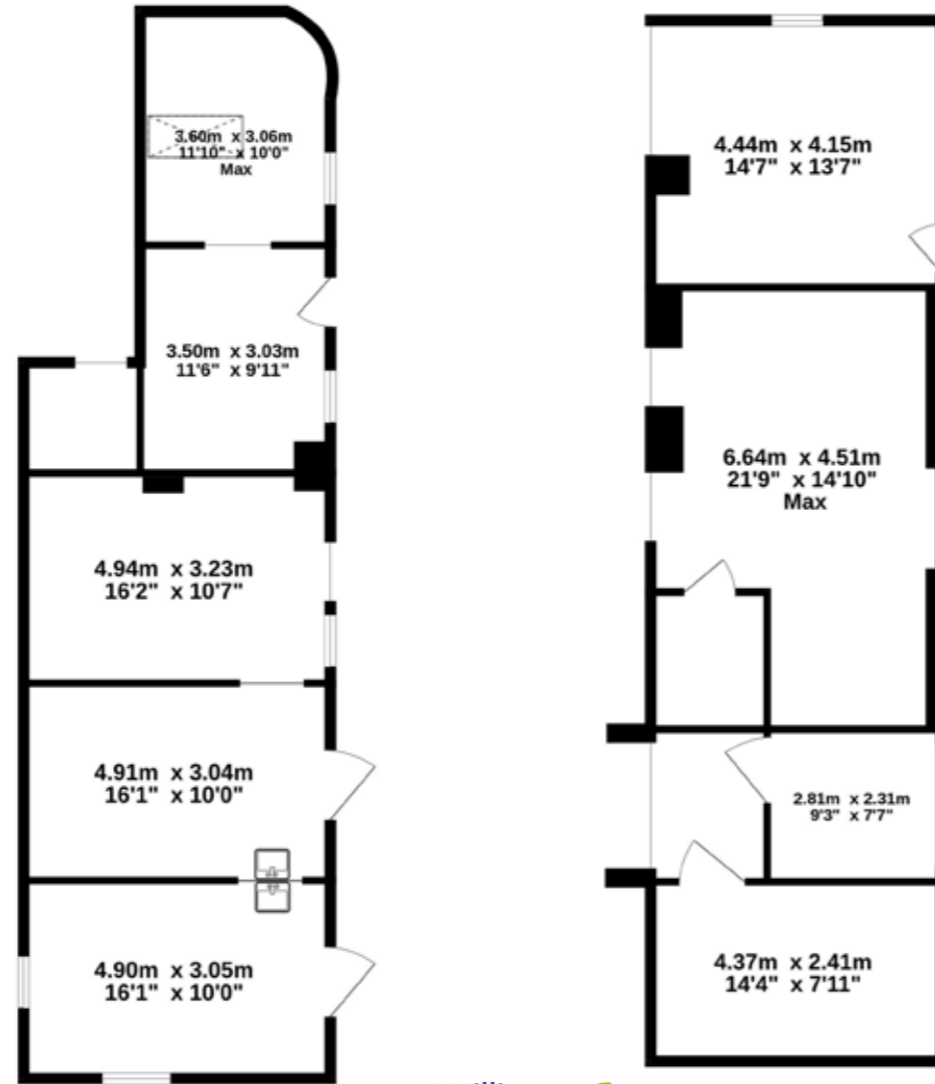 3.60m x 3.06m
11'10" x 10'0"
Max
3.50m x 3.03m
11'6" x 9'11"
4.94m x 3.23m
16'2" x 10'7"
4.91m x 3.04m
16'1" x 10'0"
4.90m x 3.05m
16'1" x 10'0"
4.44m x 4.15m
14'7" x 13'7"
6.64m x 4.51m
21'9" x 14'10"
Max
2.81m x 2.31m
9'3" x 7'7"
4.37m x 2.41m
14'4" x 7'11"